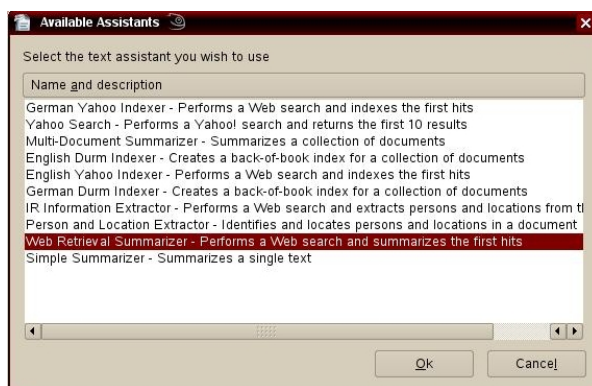 Available Assistants
Select the text assistant you wish to use
Name and description
German Yahoo Indexer - Performs a Web search and indexes the first hits
Yahoo Search - Performs a Yahoo! search and returns the first 10 results
Multi-Document Summarizer - Summarizes a collection of documents
English Durm Indexer - Creates a back-of-book index for a collection of documents
English Yahoo Indexer - Performs a Web search and indexes the first hits
German Durm Indexer - Creates a back-of-book index for a collection of documents
IR Information Extractor - Performs a Web search and extracts persons and locations from
Person and Location Extractor - Identifies and locates persons and locations in a document
Web Retrieval Summarizer - Performs a Web search and summarizes the first hits
Simple Summarizer - Summarizes a single text
Ok
Cancel